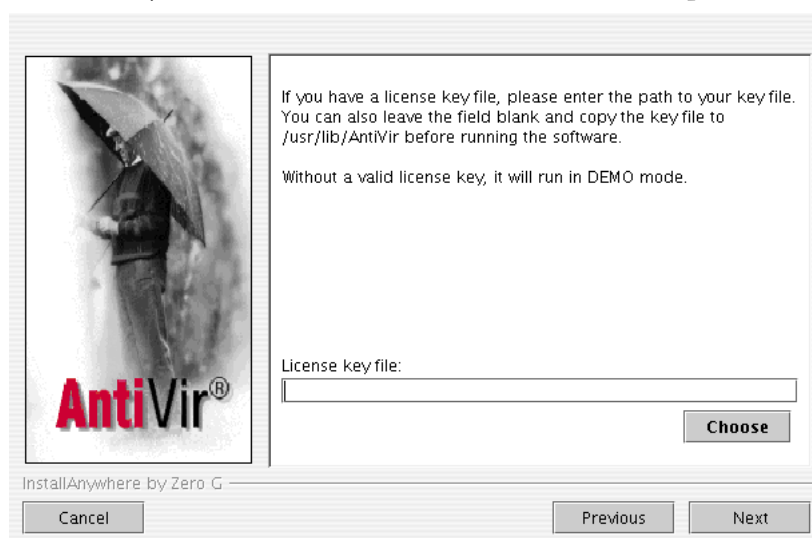 If you have a license key file, please enter the path to your key file.
You can also leave the field blank and copy the key file to
/usr/lib/AntiVir before running the software.
Without a valid license key, it will run in DEMO mode.
License key file:
AntiVir®
Choose
InstallAnywhere by Zero G
Cancel
Previous
Next